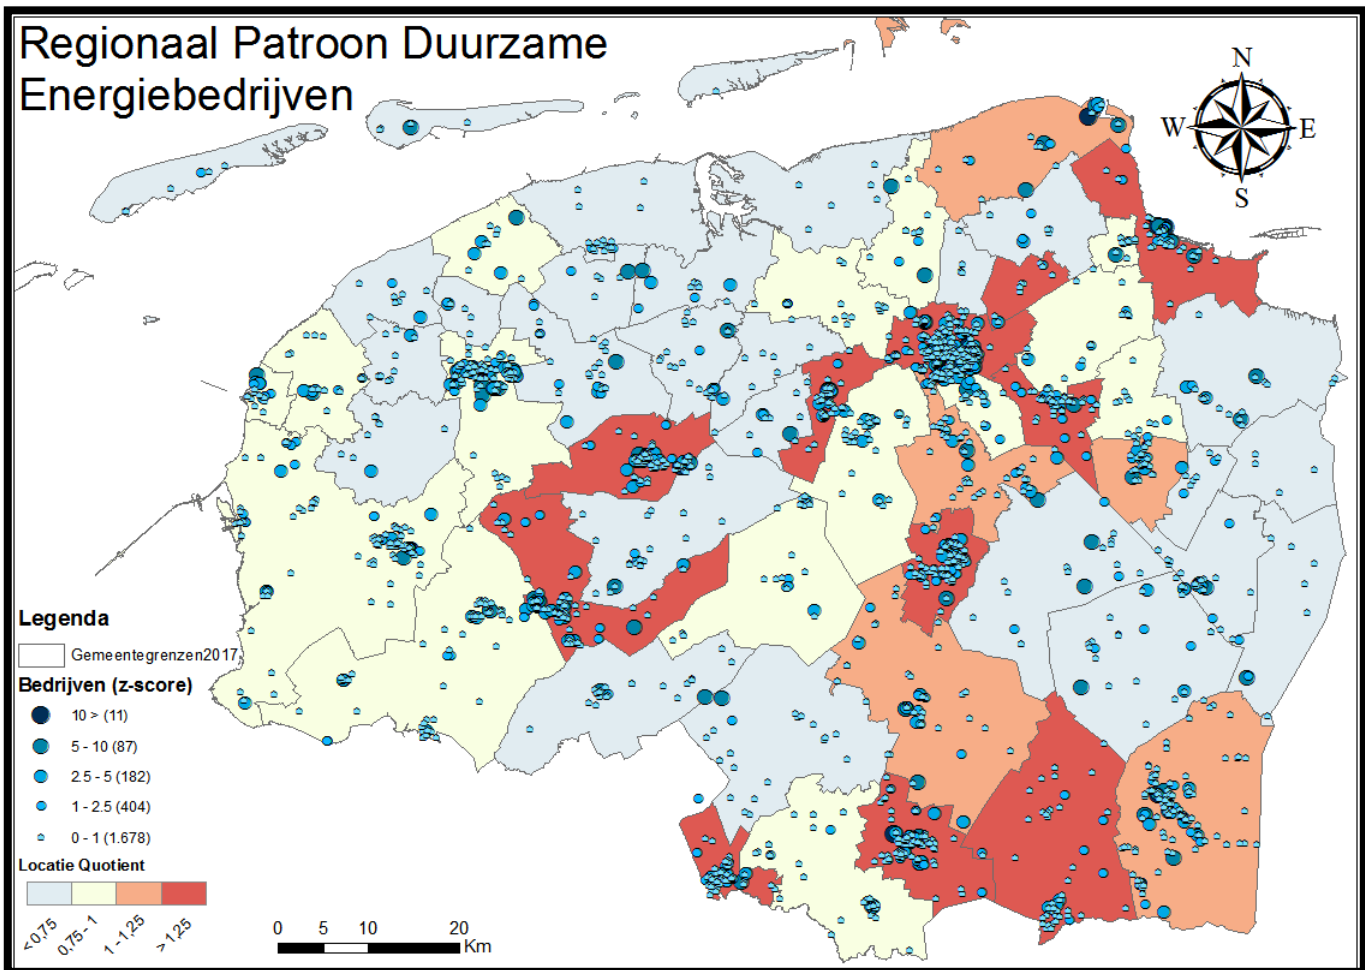 Regionaal Patroon Duurzame
Energiebedrijven
N
W
E
S
Legenda
Gemeentegrenzen2017
Bedrijven (z-score)
10 > (11)
5 - 10 (87)
2.5 - 5 (182)
1 - 2.5 (404)
0 - 1 (1.678)
Locatie Quotient
< 0,75
0,75 - 1
1 - 1,25
> 1,25
0 5 10 20
Km